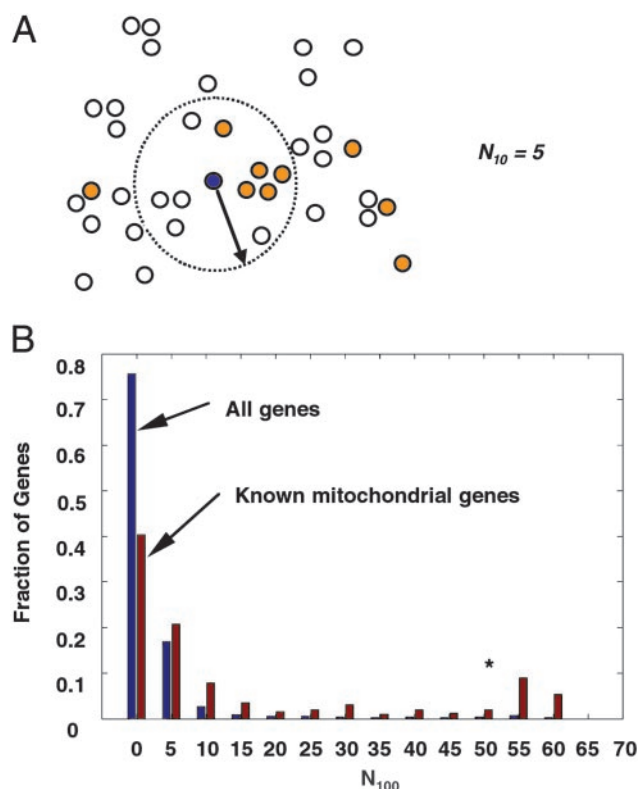 A
N10 = 5
B
0.8
0.7
0.6
0.5
0.4
0.3
0.2
0.1
0
Fraction of Genes
All genes
Known mitochondrial genes
*
0 5 10 15 20 25 30 35 40 45 50 55 60 65 70
N100